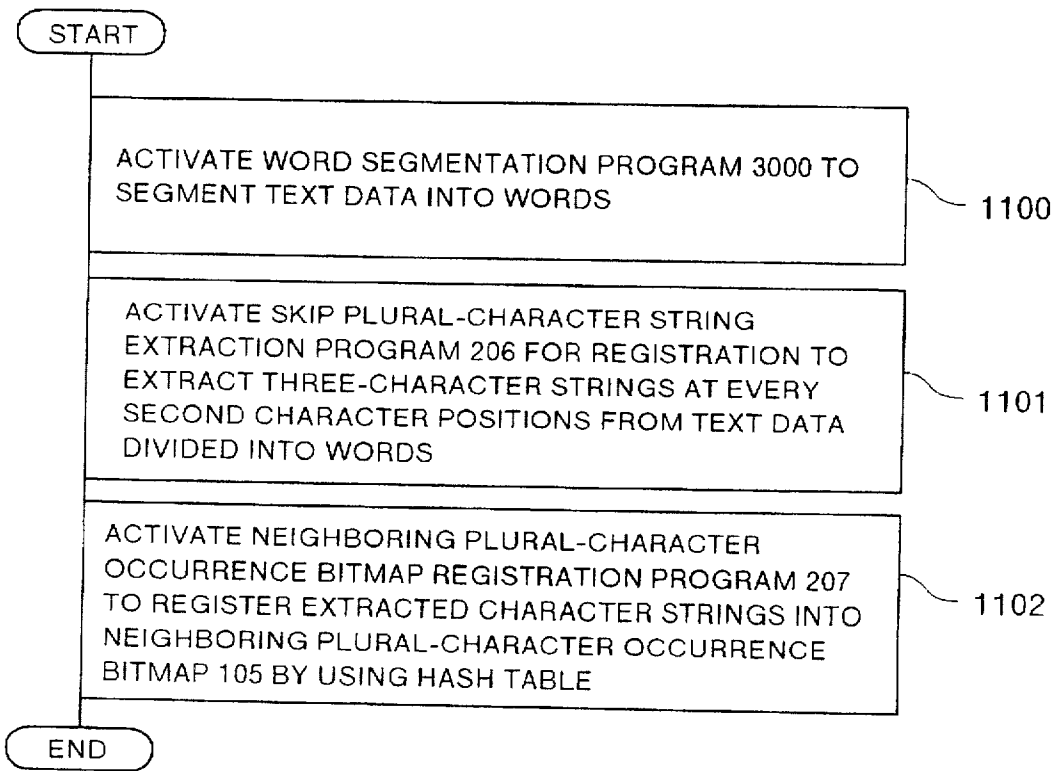 START
ACTIVATE WORD SEGMENTATION PROGRAM 3000 TO
SEGMENT TEXT DATA INTO WORDS
1100
ACTIVATE SKIP PLURAL-CHARACTER STRING
EXTRACTION PROGRAM 206 FOR REGISTRATION TO
EXTRACT THREE-CHARACTER STRINGS AT EVERY
SECOND CHARACTER POSITIONS FROM TEXT DATA
DIVIDED INTO WORDS
1101
ACTIVATE NEIGHBORING PLURAL-CHARACTER
OCCURRENCE BITMAP REGISTRATION PROGRAM 207
TO REGISTER EXTRACTED CHARACTER STRINGS INTO
NEIGHBORING PLURAL-CHARACTER OCCURRENCE
BITMAP 105 BY USING HASH TABLE
1102
END